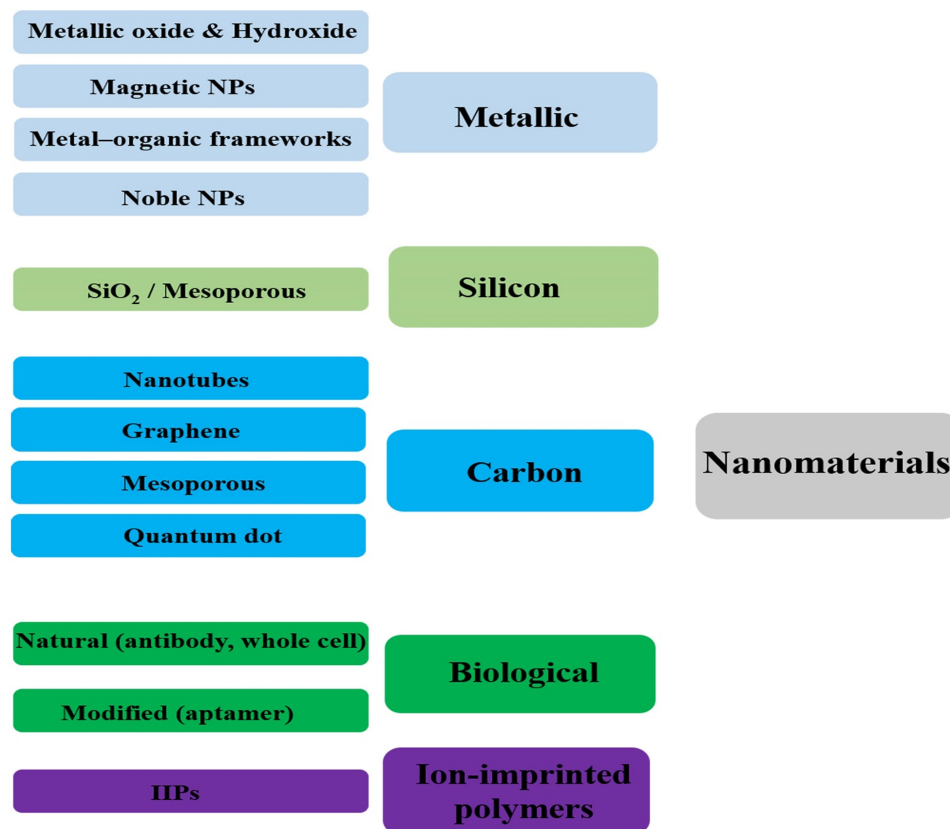 Metallic oxide & Hydroxide
Magnetic NPs
Metal–organic frameworks
Noble NPs
Metallic
SiO₂ / Mesoporous
Silicon
Nanotubes
Graphene
Mesoporous
Quantum dot
Carbon
Nanomaterials
Natural (antibody, whole cell)
Modified (aptamer)
Biological
IIPs
Ion-imprinted
polymers